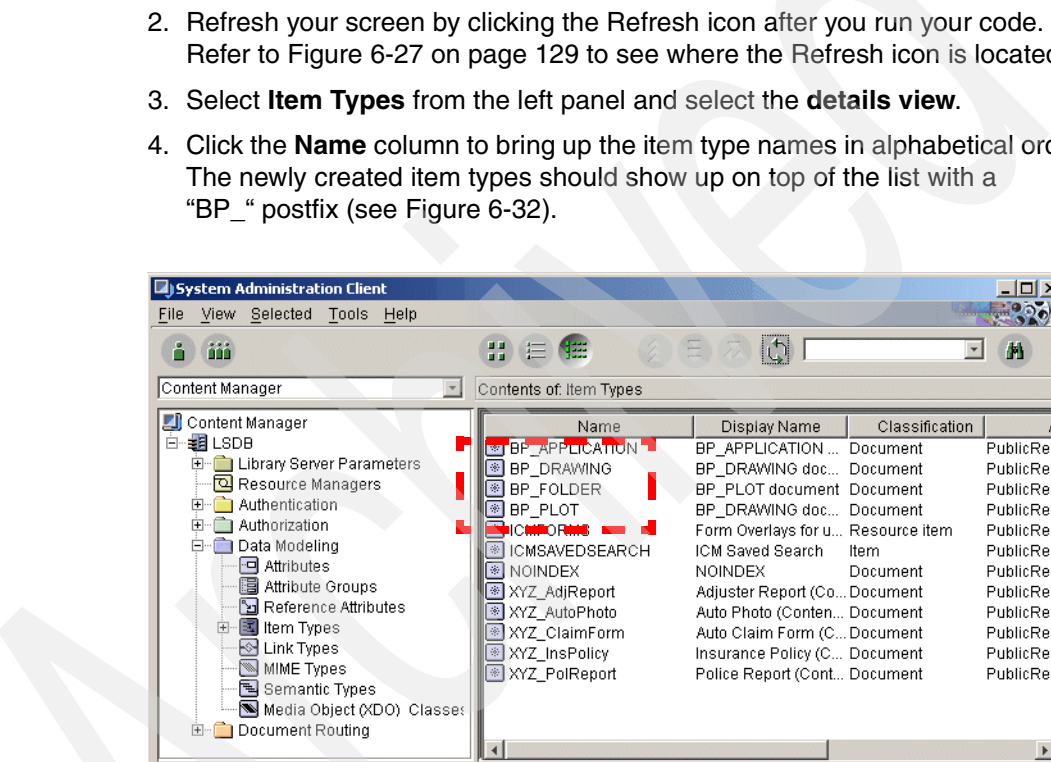 2. Refresh your screen by clicking the Refresh icon after you run your code.
Refer to Figure 6-27 on page 129 to see where the Refresh icon is located
3. Select Item Types from the left panel and select the details view.
4. Click the Name column to bring up the item type names in alphabetical ord
The newly created item types should show up on top of the list with a
“BP_“ postfix (see Figure 6-32).
System Administration Client
File View Selected Tools Help
Content Manager
Contents of: Item Types
Content Manager
LSDB
Library Server Parameters
Resource Managers
Authentication
Authorization
Data Modeling
Attributes
Attribute Groups
Reference Attributes
Item Types
Link Types
MIME Types
Semantic Types
Media Object (XDO) Classes
Document Routing
Name Display Name Classification A
BP_APPLICATION BP_APPLICATION ... Document PublicRe
BP_DRAWING BP_DRAWING doc... Document PublicRe
BP_FOLDER BP_PLOT document Document PublicRe
BP_PLOT BP_DRAWING doc... Document PublicRe
ICMFORMS Form Overlays for u... Resource item PublicRe
ICMSAVEDSEARCH ICM Saved Search Item PublicRe
NOINDEX NOINDEX Document PublicRe
XYZ_AdjReport Adjuster Report (Co... Document PublicRe
XYZ_AutoPhoto Auto Photo (Conten... Document PublicRe
XYZ_ClaimForm Auto Claim Form (C... Document PublicRe
XYZ_InsPolicy Insurance Policy (C... Document PublicRe
XYZ_PolReport Police Report (Cont... Document PublicRe
Archived